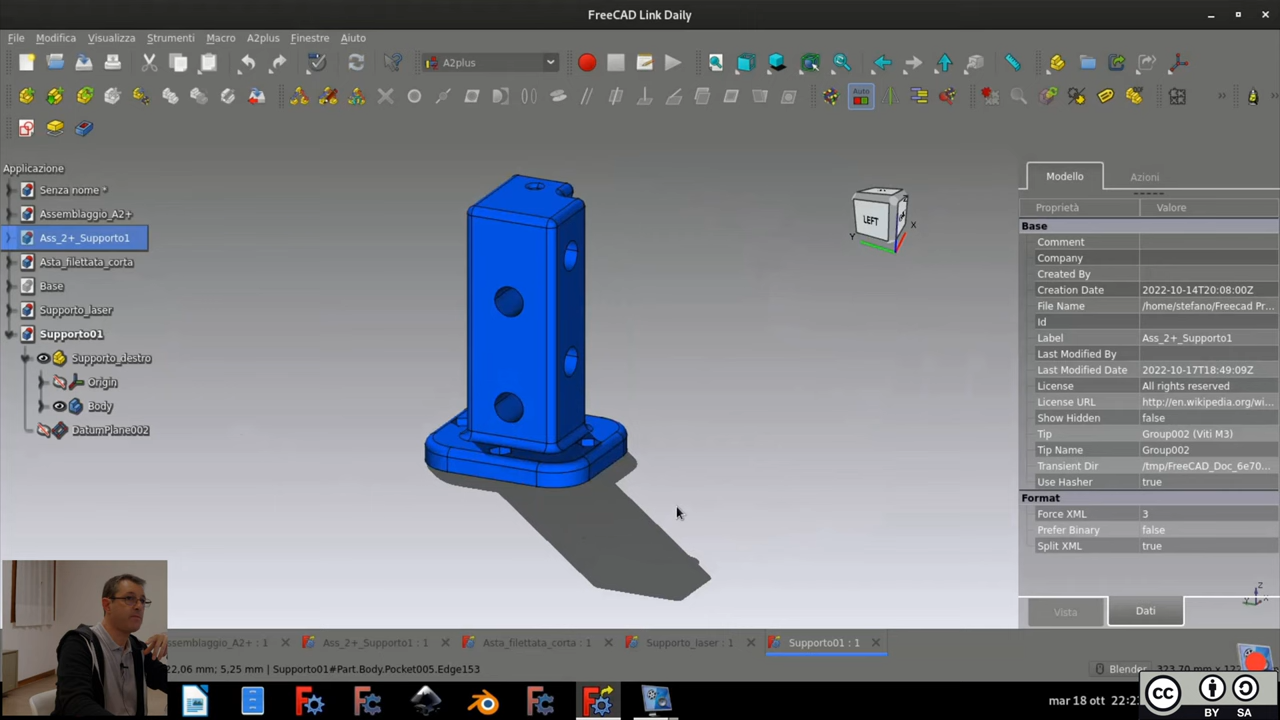 FreeCAD Link Daily
File Modifica Visualizza Strumenti Macro A2plus Finestre Aiuto
A2plus
Auto
Applicazione
Senza nome *
Assemblaggio_A2+
Ass_2+_Supporto1
Asta_filettata_corta
Base
Supporto_laser
Supporto01
Supporto_destro
Origin
Body
DatumPlane002
LEFT
X
Y
Z
Modello Azioni
Proprietà Valore
Base
Comment
Company
Created By
Creation Date 2022-10-14T20:08:00Z
File Name /home/stefano/Freecad Pr...
Id
Label Ass_2+_Supporto1
Last Modified By
Last Modified Date 2022-10-17T18:49:09Z
License All rights reserved
License URL http://en.wikipedia.org/wi...
Show Hidden false
Tip Group002 (Viti M3)
Tip Name Group002
Transient Dir /tmp/FreeCAD_Doc_6e70...
Use Hasher true
Format
Force XML 3
Prefer Binary false
Split XML true
Vista Dati
ssemblaggio_A2+ : 1 Ass_2+_Supporto1 : 1 Asta_filettata_corta : 1 Supporto_laser : 1 Supporto01 : 1
22,06 mm; 5,25 mm; Supporto01#Part.Body.Pocket005.Edge153
Blender
mar 18 ott
CC
BY SA